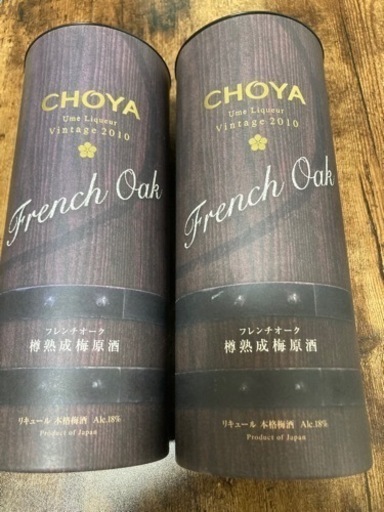 CHOYA
Ume Liqueur
Vintage 2010
French Oak
フレンチオーク
樽熟成梅原酒
リキュール 本格梅酒 Alc.18%
Product of Japan
CHOYA
Ume Liqueur
Vintage 2010
French Oak
フレンチオーク
樽熟成梅原酒
リキュール 本格梅酒 Alc.18%
Product of Japan